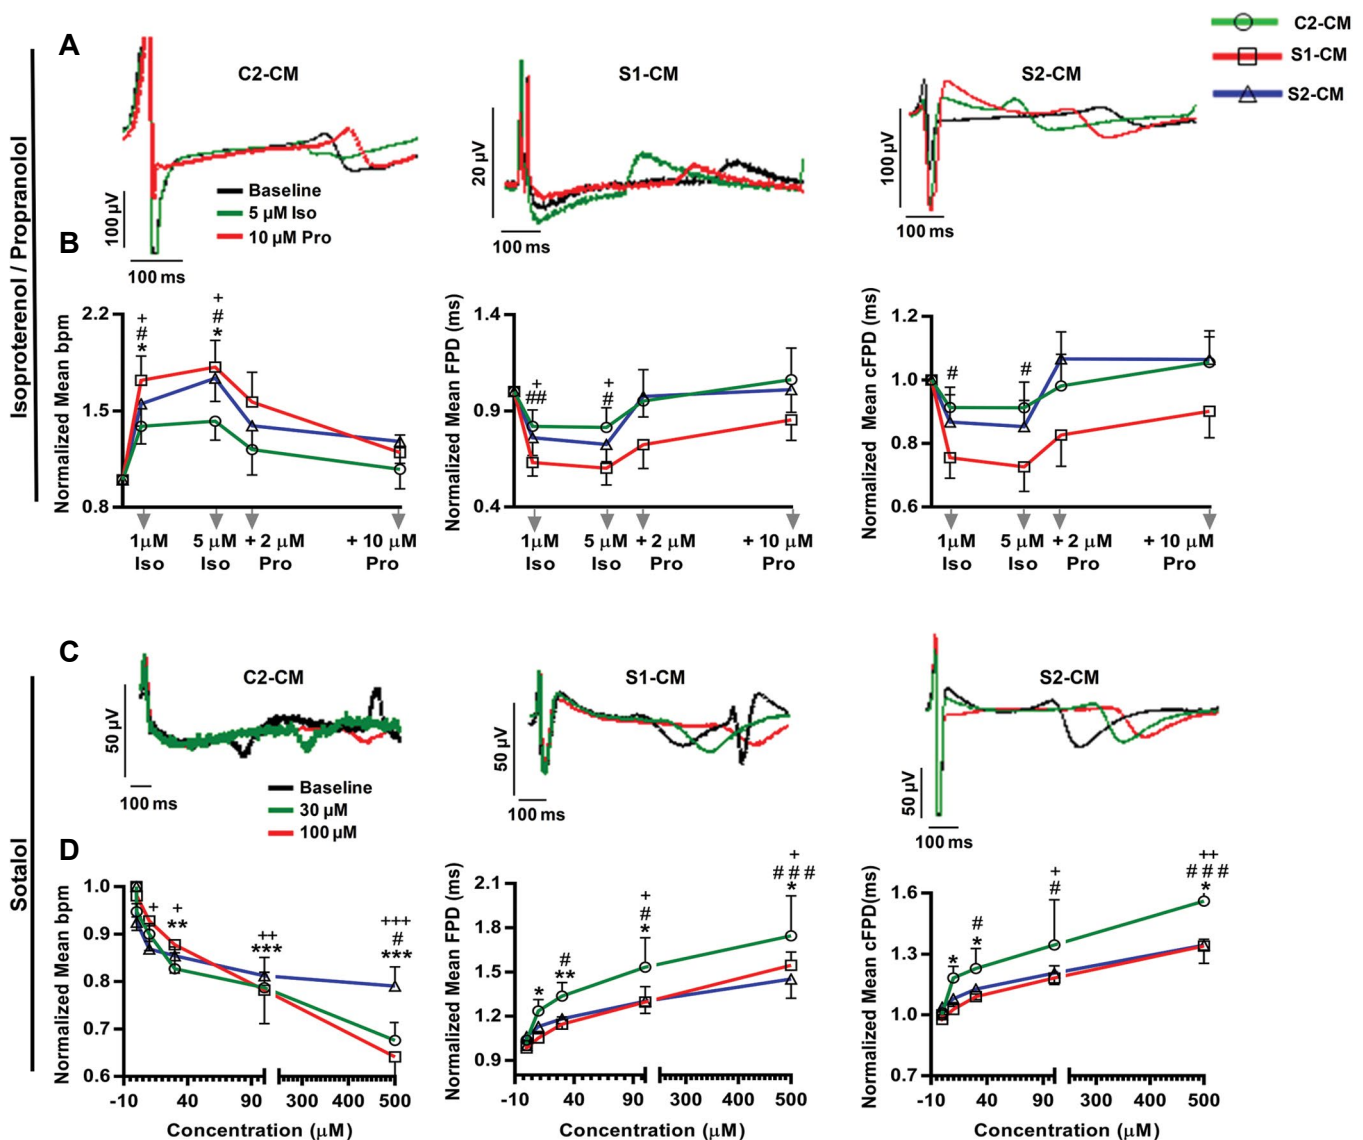 A
C2-CM
S1-CM
S2-CM
C2-CM
S1-CM
S2-CM
Isoproterenol / Propranolol
100 µV
100 ms
Baseline
5 µM Iso
10 µM Pro
20 µV
100 ms
100 µV
100 ms
B
Normalized Mean bpm
2.2
1.5
0.8
+
#
*
+
#
*
1µM
Iso
5 µM
Iso
+ 2 µM
Pro
+ 10 µM
Pro
Normalized Mean FPD (ms)
1.4
0.9
0.4
+
##
+
#
1µM
Iso
5 µM
Iso
+ 2 µM
Pro
+ 10 µM
Pro
Normalized Mean cFPD (ms)
1.2
1.0
0.8
0.6
#
#
1µM
Iso
5 µM
Iso
+ 2 µM
Pro
+ 10 µM
Pro
Sotalol
C
C2-CM
S1-CM
S2-CM
50 µV
100 ms
Baseline
30 µM
100 µM
50 µV
100 ms
50 µV
100 ms
D
Normalized Mean bpm
1.0
0.9
0.8
0.7
0.6
+
+
**
++
***
+++
#
***
-10 40 90 300 400 500
Concentration (µM)
Normalized Mean FPD (ms)
2.1
1.8
1.5
1.2
0.9
*
#
**
+
#
*
+
###
*
-10 40 90 300 400 500
Concentration (µM)
Normalized Mean cFPD(ms)
1.6
1.3
1.0
0.7
*
#
*
+
#
++
###
*
-10 40 90 300 400 500
Concentration (µM)